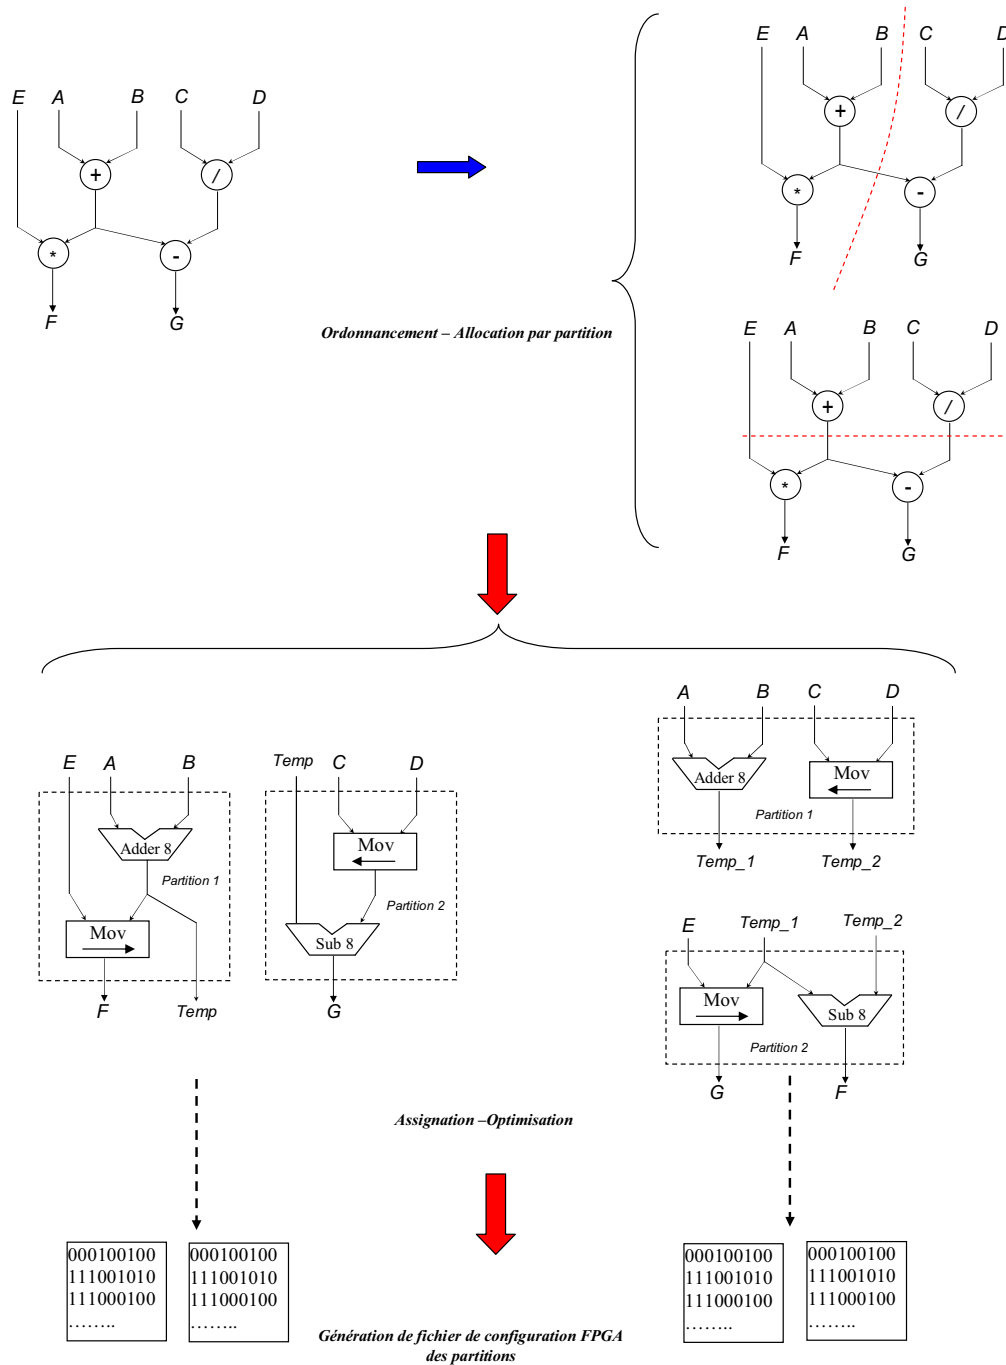 E A B C D
+ /
* -
F G
E A B C D
+ /
* -
F G
Ordonnancement – Allocation par partition
E A B C D
+ /
* -
F G
E A B
Adder 8
Partition 1
Mov
F Temp
Temp C D
Mov
Partition 2
Sub 8
G
A B C D
Adder 8
Mov
Partition 1
Temp_1 Temp_2
E Temp_1 Temp_2
Mov
Sub 8
Partition 2
G F
Assignation –Optimisation
000100100
111001010
111000100
……..
000100100
111001010
111000100
……..
000100100
111001010
111000100
……..
000100100
111001010
111000100
……..
Génération de fichier de configuration FPGA
des partitions